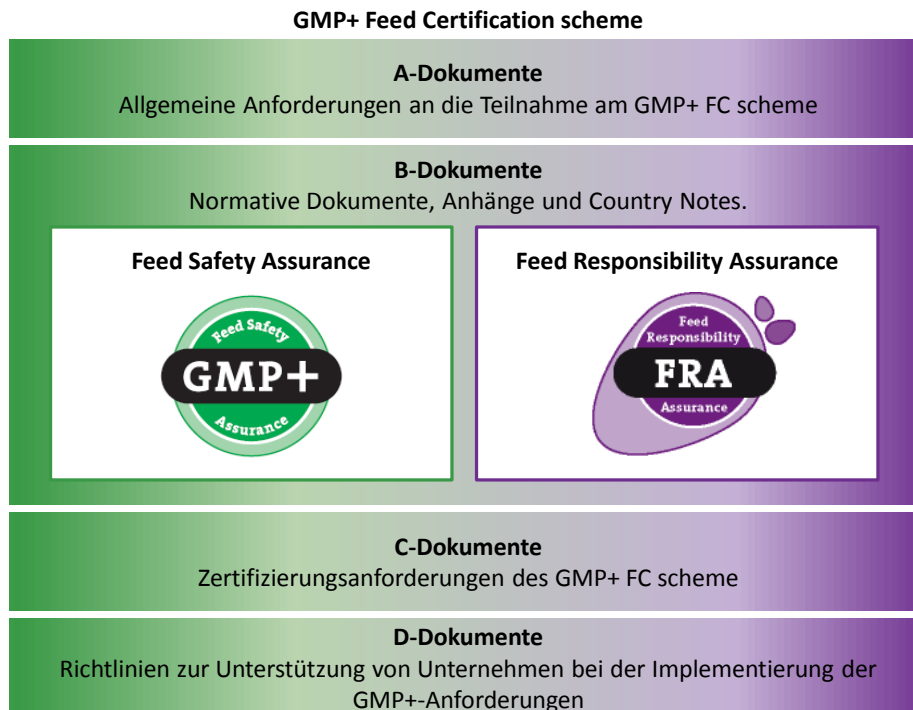 GMP+ Feed Certification scheme
A-Dokumente
Allgemeine Anforderungen an die Teilnahme am GMP+ FC scheme
B-Dokumente
Normative Dokumente, Anhänge und Country Notes.
Feed Safety Assurance
Feed Safety
GMP+
Assurance
Feed Responsibility Assurance
Feed
Responsibility
FRA
Assurance
C-Dokumente
Zertifizierungsanforderungen des GMP+ FC scheme
D-Dokumente
Richtlinien zur Unterstützung von Unternehmen bei der Implementierung der
GMP+-Anforderungen